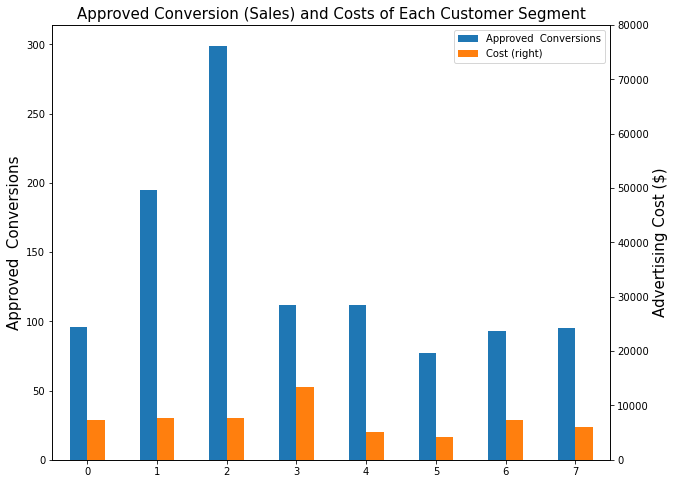 Approved Conversion (Sales) and Costs of Each Customer Segment
Approved  Conversions
Cost (right)
300
250
200
150
100
50
0
Approved  Conversions
80000
70000
60000
50000
40000
30000
20000
10000
0
Advertising Cost ($)
0 1 2 3 4 5 6 7